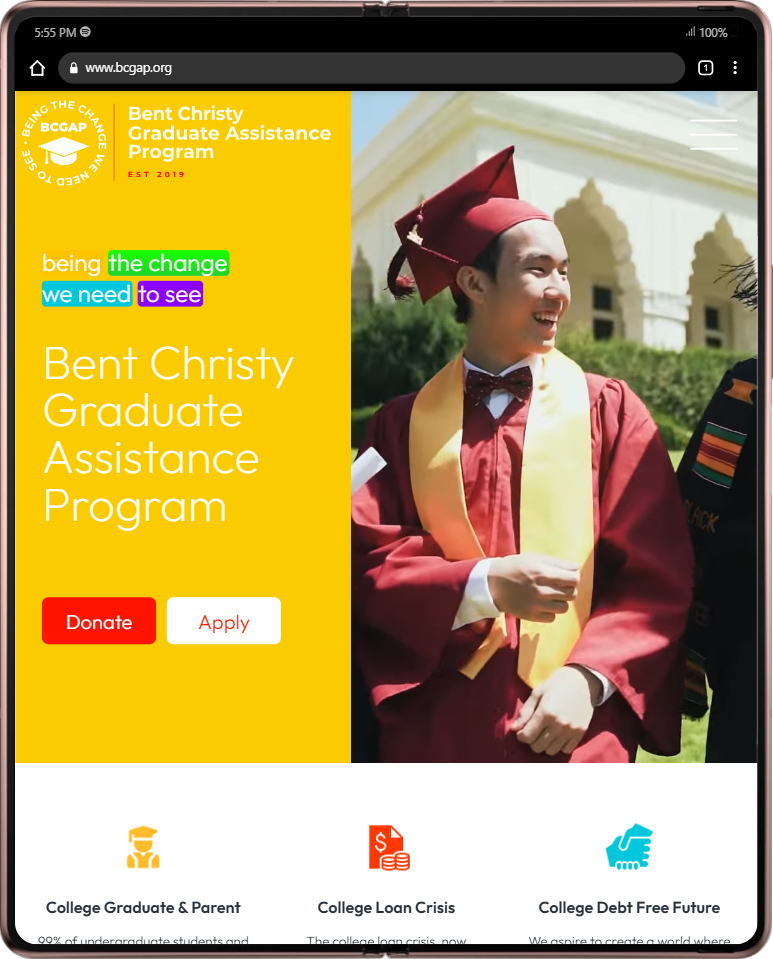 5:55 PM
100%
www.bcgap.org
1
BEING THE CHANGE WE NEED TO SEE •
BCGAP
Bent Christy
Graduate Assistance
Program
EST 2019
being the change
we need to see
Bent Christy
Graduate
Assistance
Program
Donate
Apply
$
College Graduate & Parent
College Loan Crisis
College Debt Free Future
99% of undergraduate students and
The college loan crisis, now
We aspire to create a world where